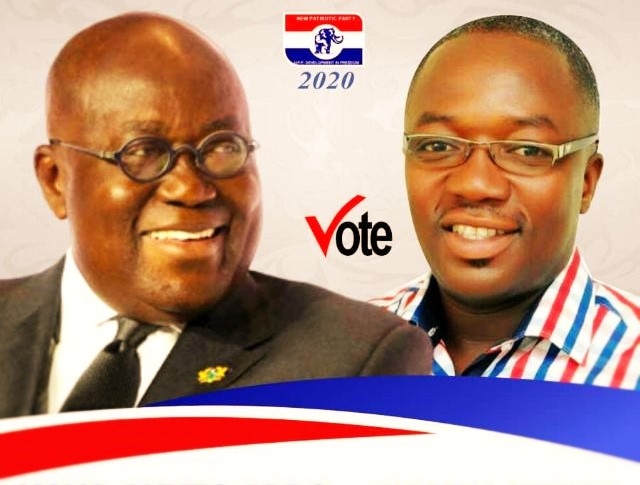 NEW PATRIOTIC PARTY
N.P.P. DEVELOPMENT IN FREEDOM
2020
Vote